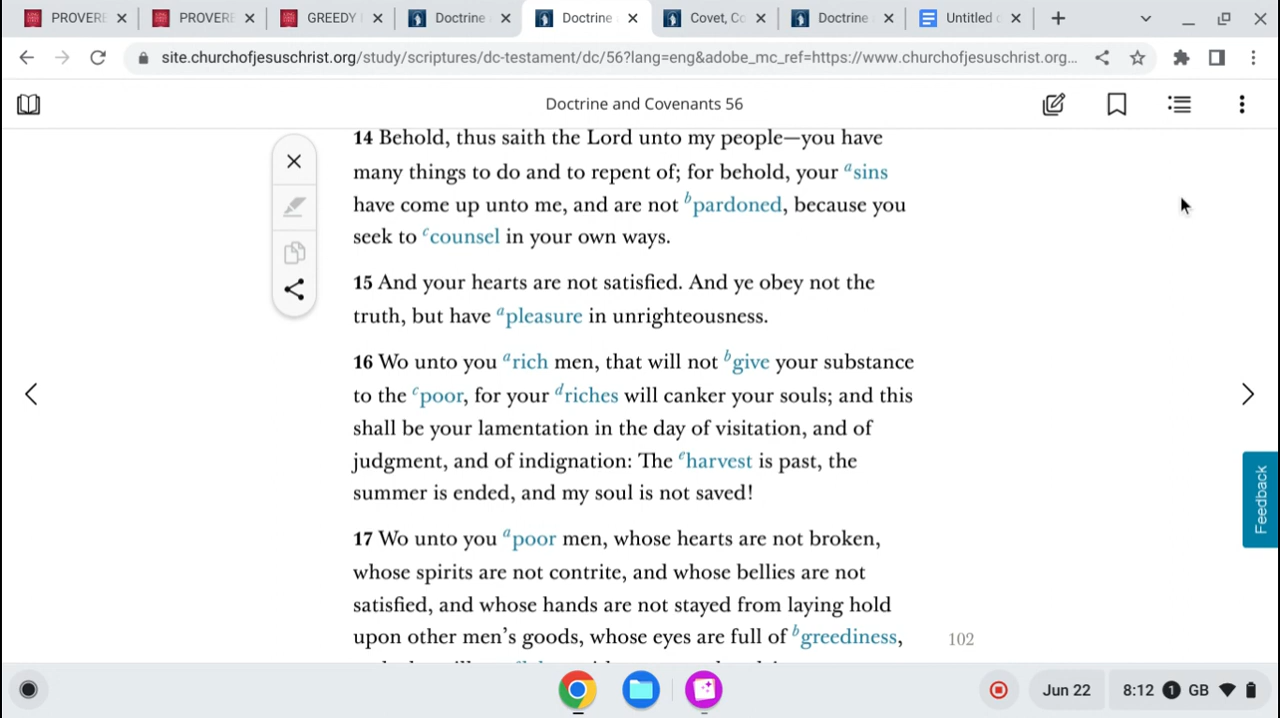 PROVERE
PROVERE
GREEDY
Doctrine
Doctrine
Covet, Co
Doctrine
Untitled
site.churchofjesuschrist.org/study/scriptures/dc-testament/dc/56?lang=eng&adobe_mc_ref=https://www.churchofjesuschrist.org...
Doctrine and Covenants 56
14 Behold, thus saith the Lord unto my people—you have
many things to do and to repent of; for behold, your a sins
have come up unto me, and are not b pardoned, because you
seek to c counsel in your own ways.
15 And your hearts are not satisfied. And ye obey not the
truth, but have a pleasure in unrighteousness.
16 Wo unto you a rich men, that will not b give your substance
to the c poor, for your d riches will canker your souls; and this
shall be your lamentation in the day of visitation, and of
judgment, and of indignation: The e harvest is past, the
summer is ended, and my soul is not saved!
17 Wo unto you a poor men, whose hearts are not broken,
whose spirits are not contrite, and whose bellies are not
satisfied, and whose hands are not stayed from laying hold
upon other men's goods, whose eyes are full of b greediness,
102
Feedback
Jun 22
8:12 1 GB